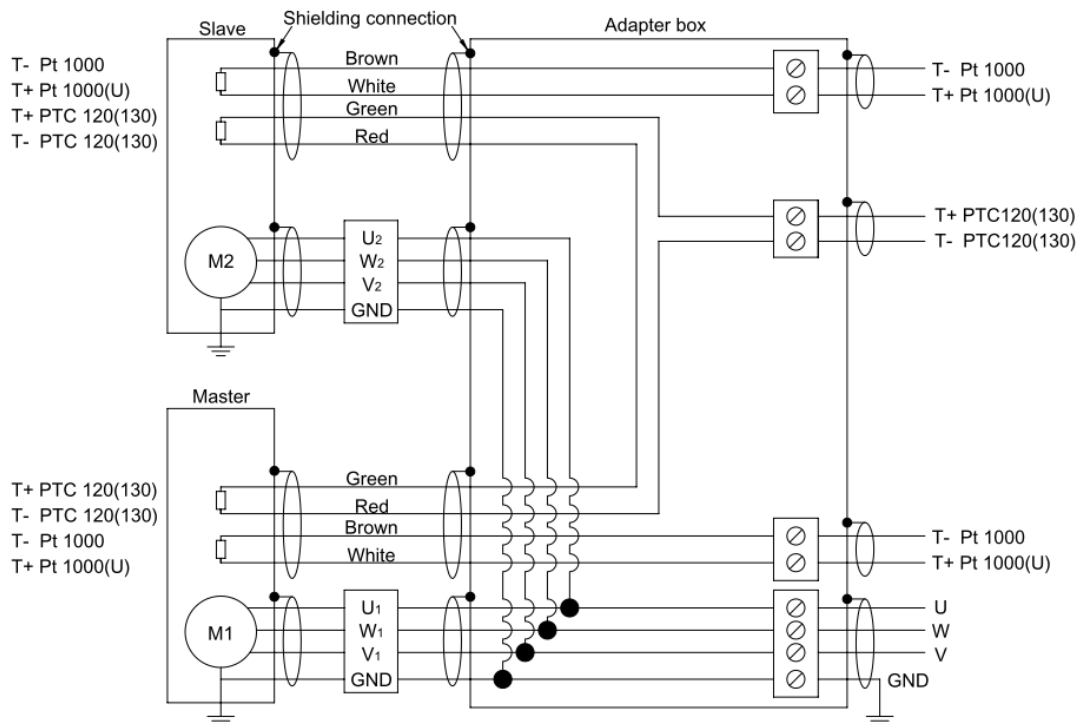 Shielding connection
Slave
Adapter box
T- Pt 1000
T+ Pt 1000(U)
T+ PTC 120(130)
T- PTC 120(130)
Brown
White
Green
Red
T- Pt 1000
T+ Pt 1000(U)
T+ PTC120(130)
T- PTC120(130)
M2
U2
W2
V2
GND
Master
T+ PTC 120(130)
T- PTC 120(130)
T- Pt 1000
T+ Pt 1000(U)
Green
Red
Brown
White
T- Pt 1000
T+ Pt 1000(U)
M1
U1
W1
V1
GND
U
W
V
GND